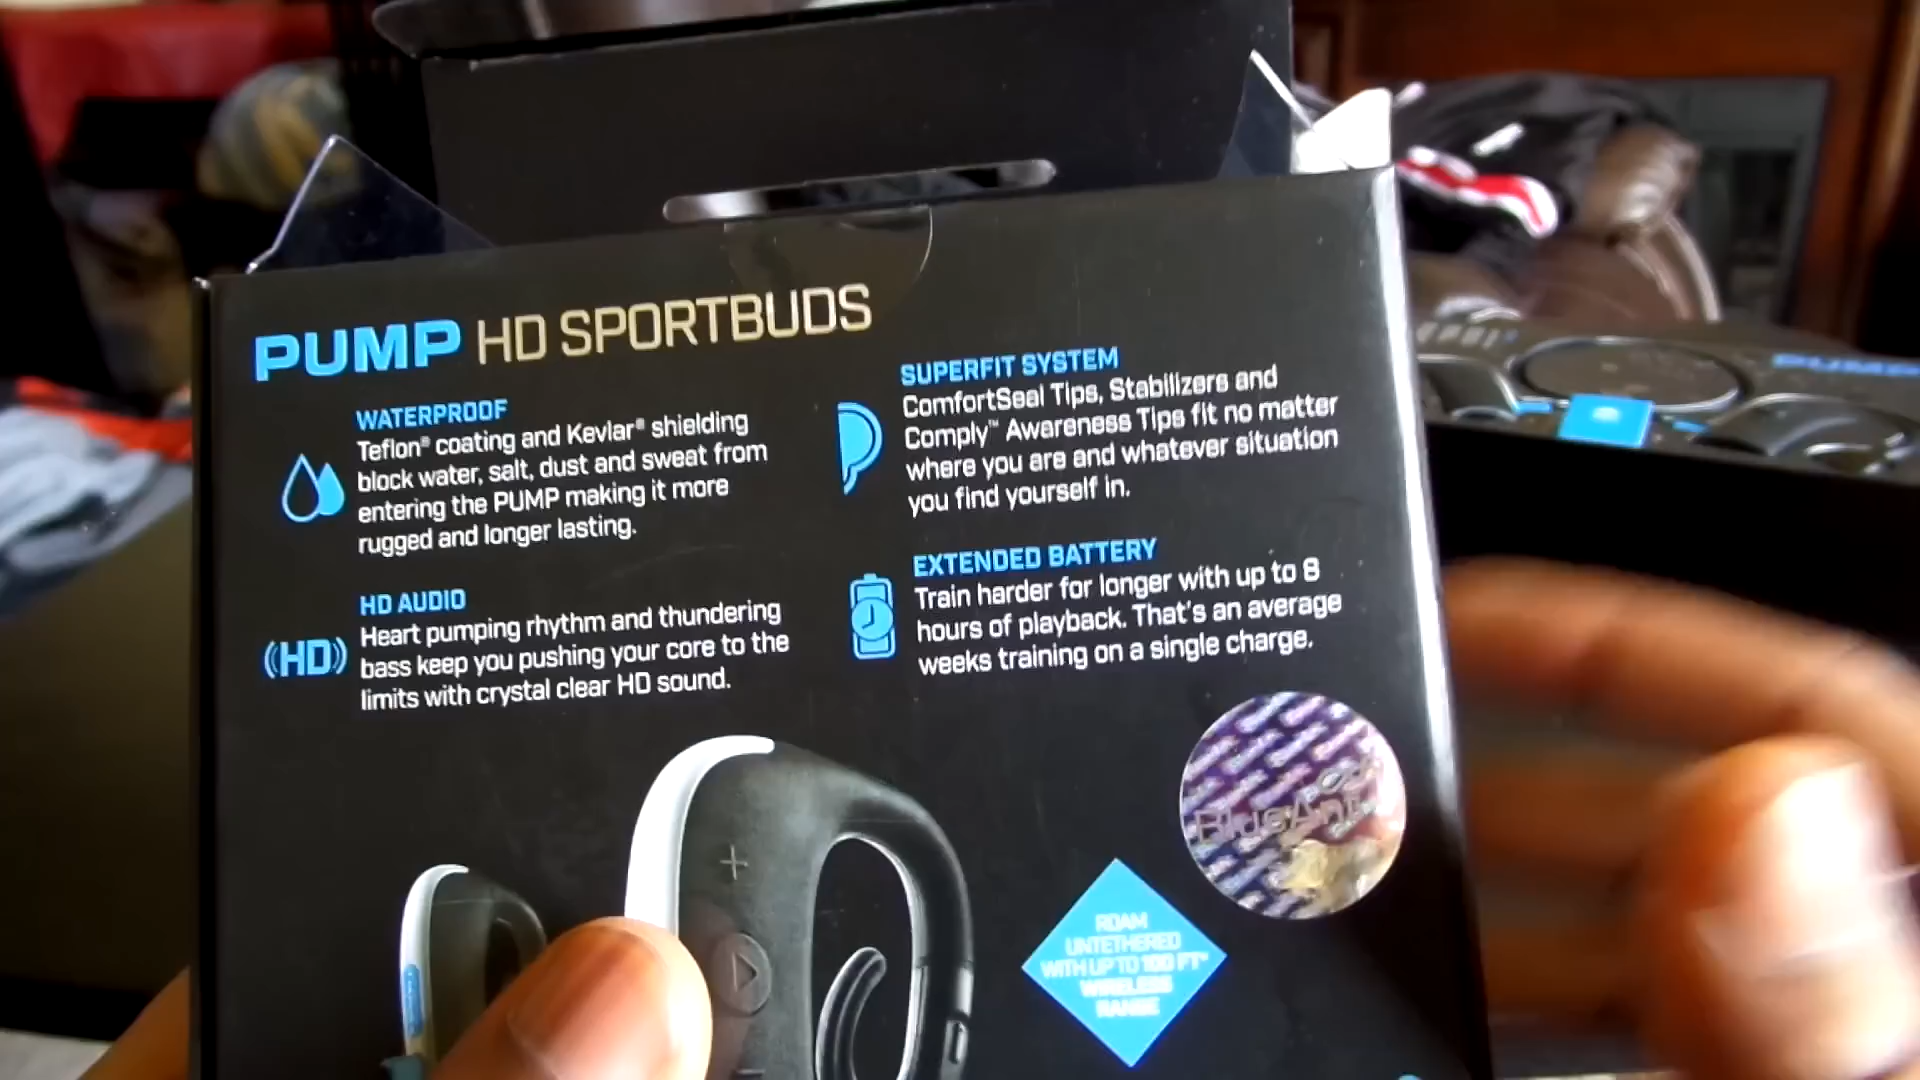 PUMP HD SPORTBUDS
WATERPROOF
Teflon® coating and Kevlar® shielding
block water, salt, dust and sweat from
entering the PUMP making it more
rugged and longer lasting.
HD AUDIO
((HD))
Heart pumping rhythm and thundering
bass keep you pushing your core to the
limits with crystal clear HD sound.
SUPERFIT SYSTEM
ComfortSeal Tips, Stabilizers and
Comply™ Awareness Tips fit no matter
where you are and whatever situation
you find yourself in.
EXTENDED BATTERY
Train harder for longer with up to 8
hours of playback. That's an average
weeks training on a single charge.
BlueAnt
ROAM
UNTETHERED
WITH UP TO 100 FT*
WIRELESS
RANGE
PUMP